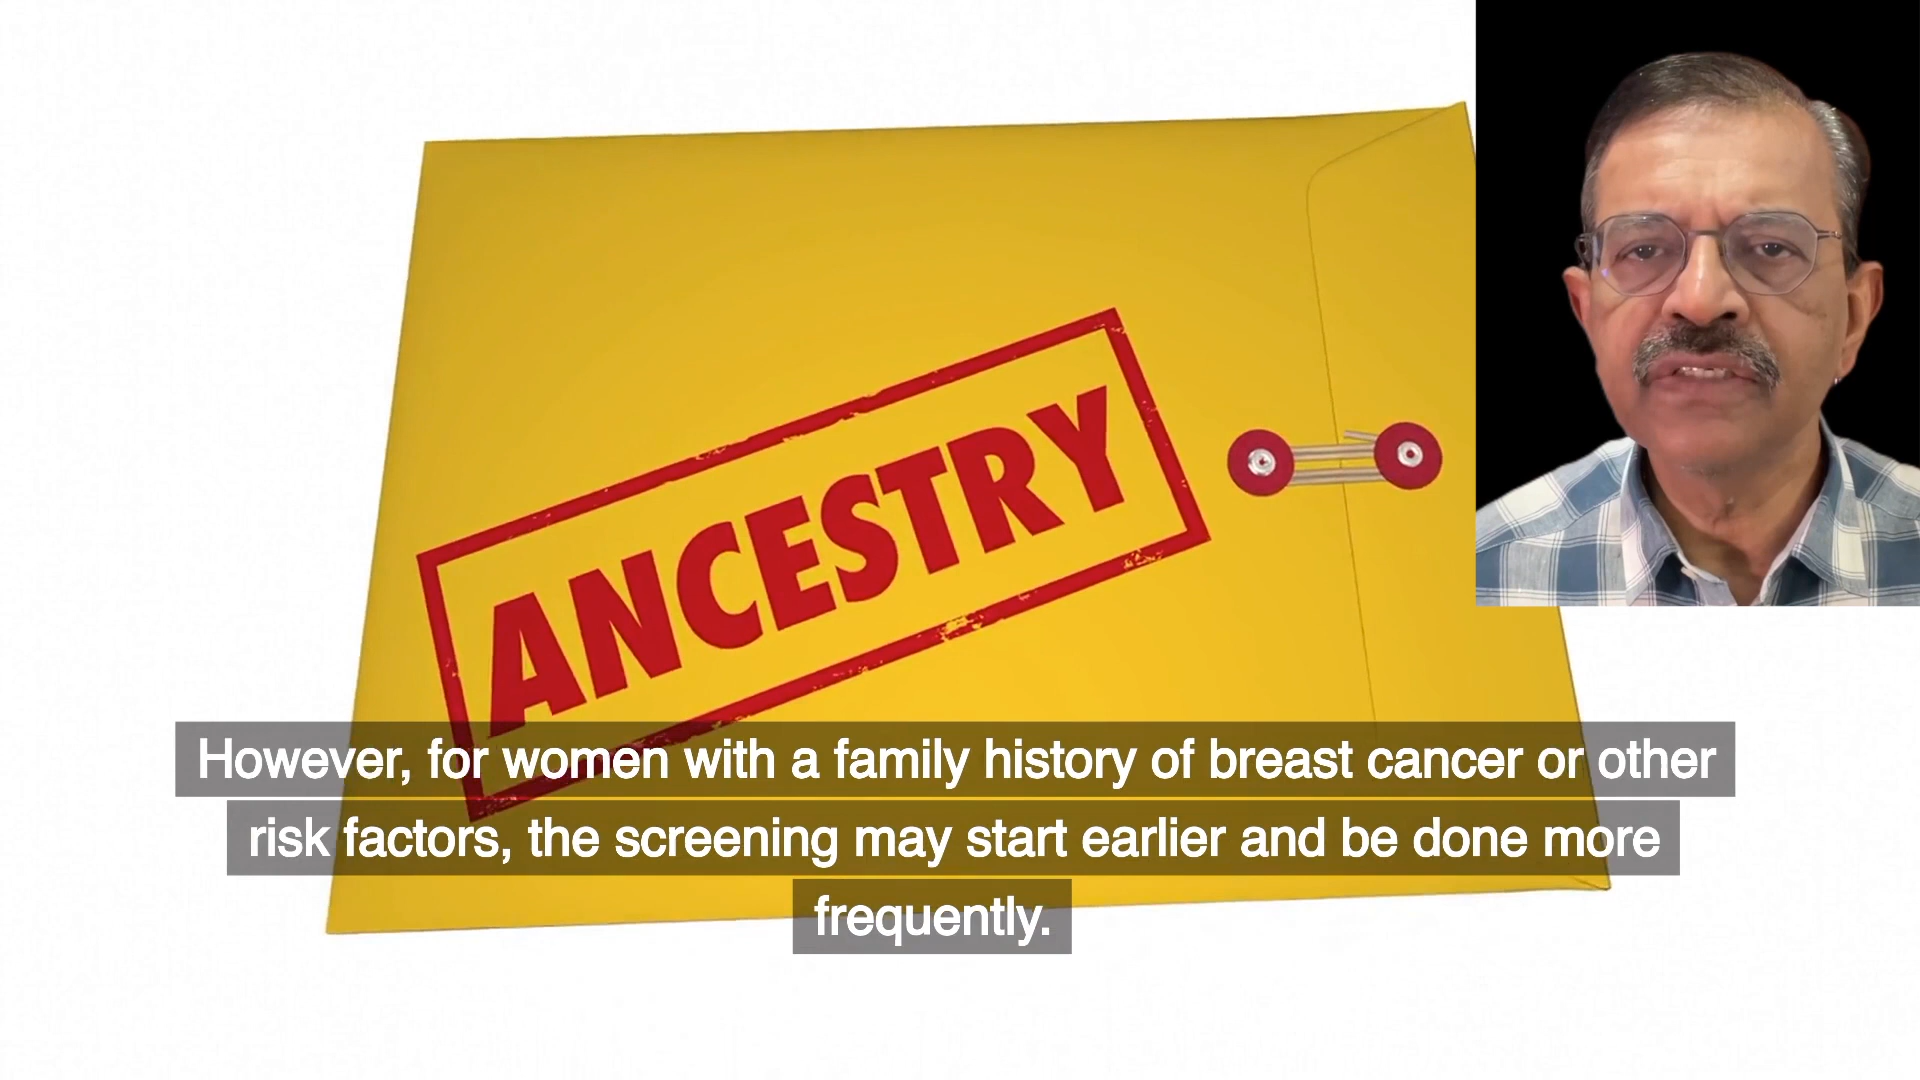 ANCESTRY
However, for women with a family history of breast cancer or other
risk factors, the screening may start earlier and be done more
frequently.